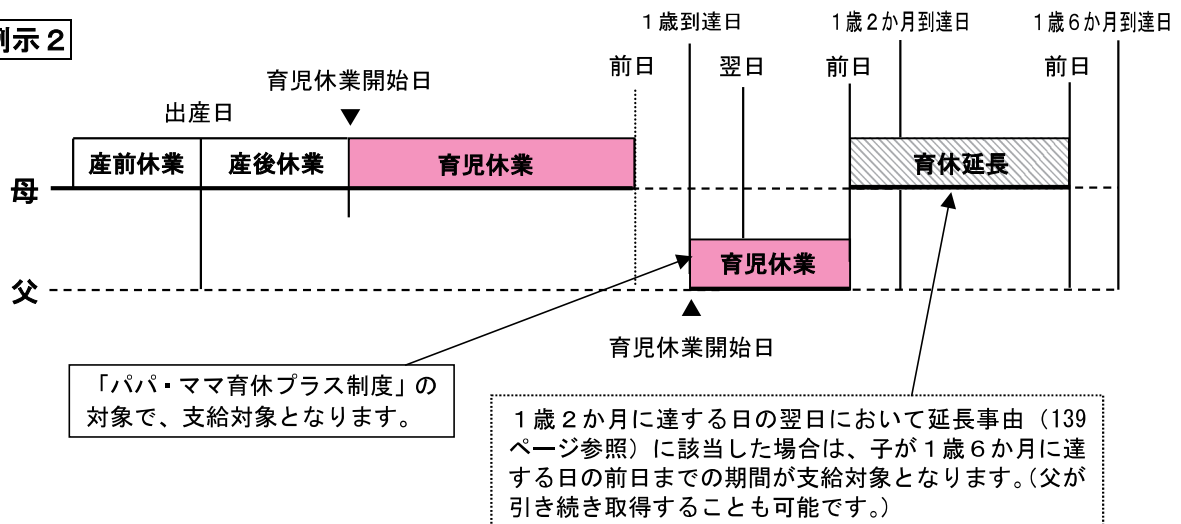 例示２
１歳到達日
１歳２か月到達日
１歳６か月到達日
前日
翌日
前日
前日
育児休業開始日
▼
出産日
産前休業
産後休業
育児休業
育休延長
母
育児休業
父
▲
育児休業開始日
「パパ・ママ育休プラス制度」の
対象で、支給対象となります。
１歳２か月に達する日の翌日において延長事由（139
ページ参照）に該当した場合は、子が１歳６か月に達
する日の前日までの期間が支給対象となります。（父が
引き続き取得することも可能です。）